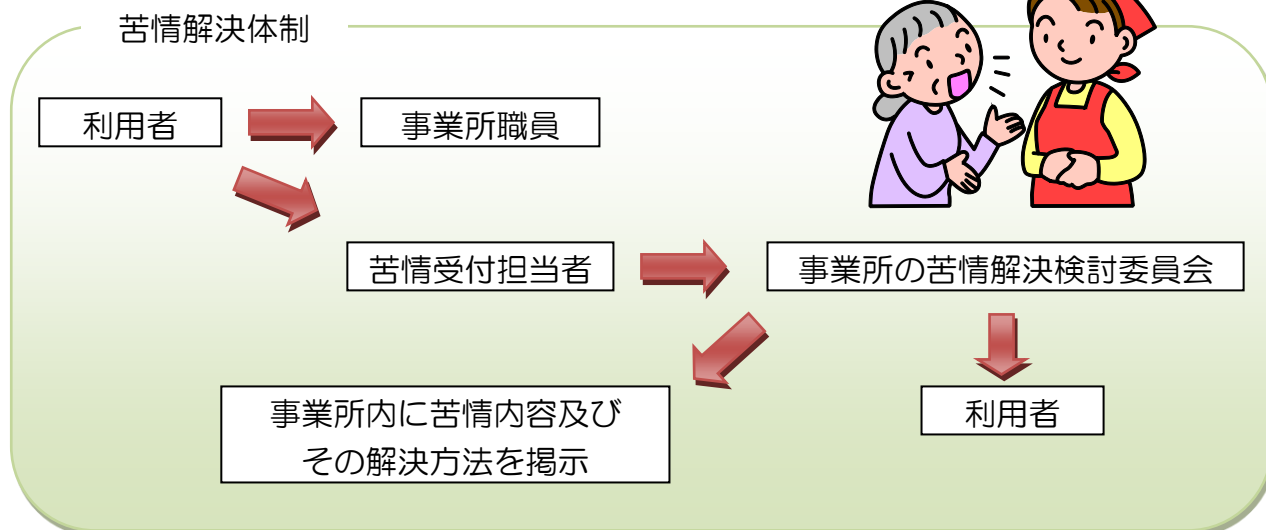 苦情解決体制
利用者
事業所職員
苦情受付担当者
事業所の苦情解決検討委員会
事業所内に苦情内容及び
その解決方法を掲示
利用者